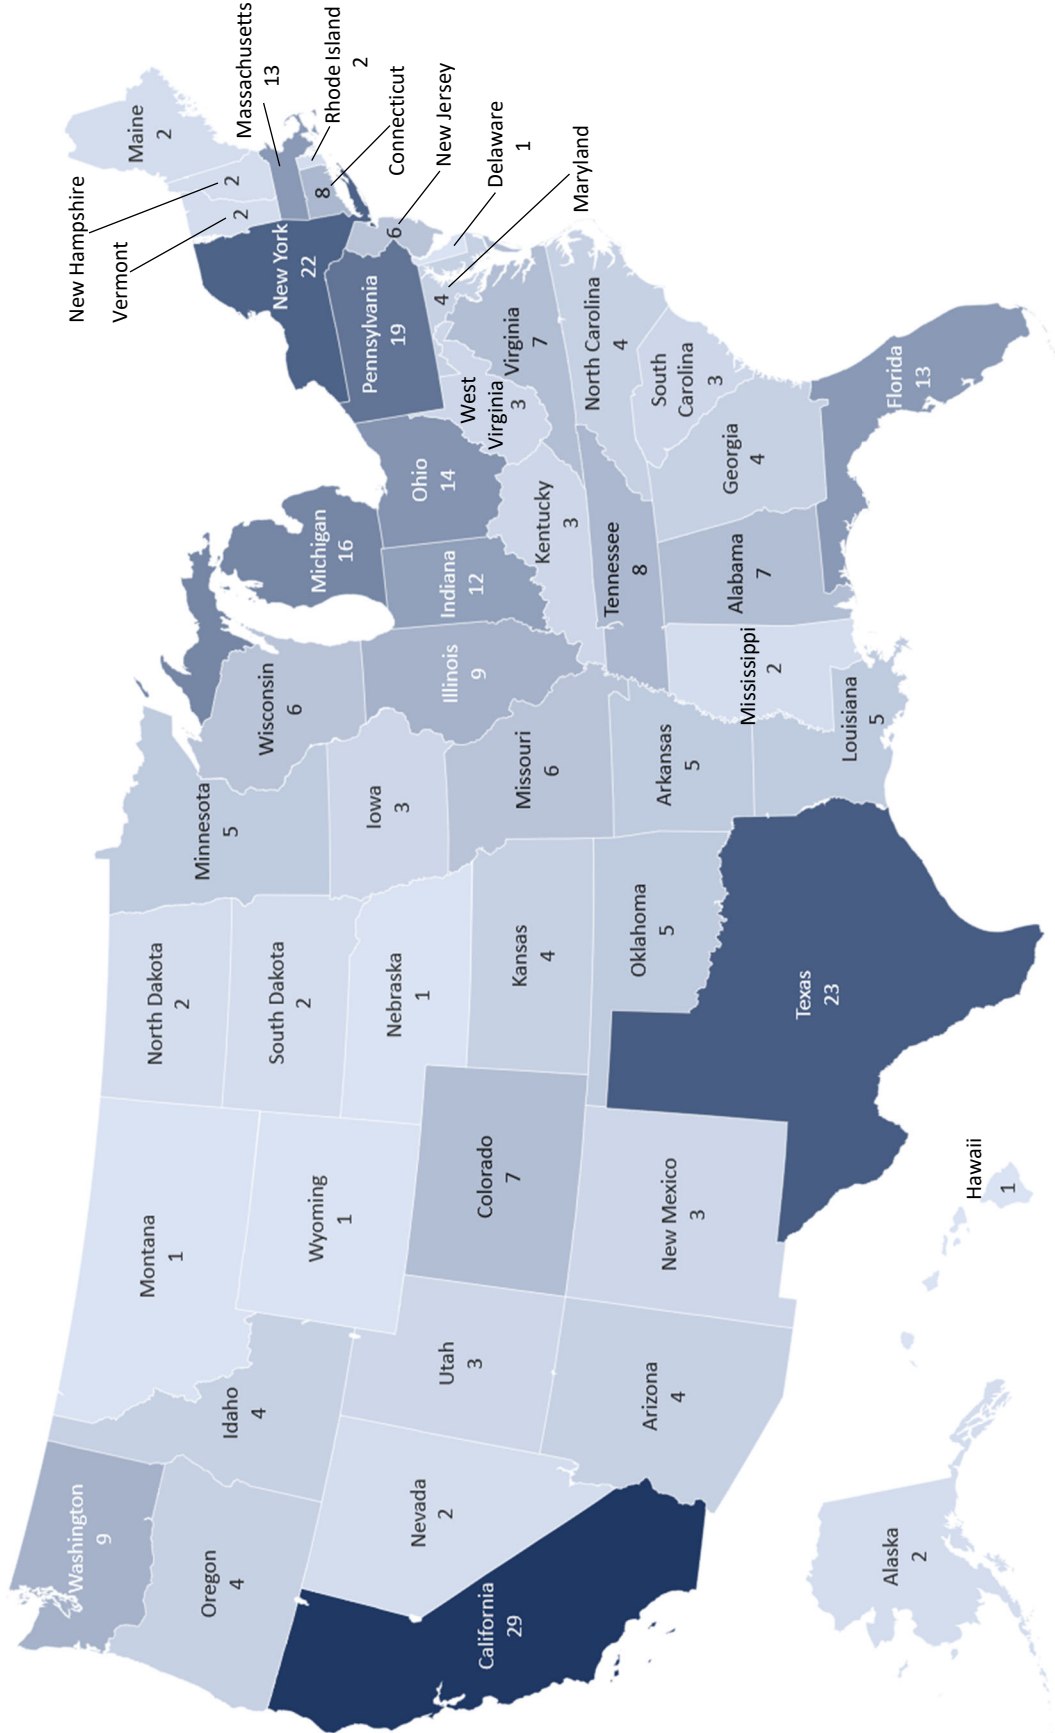 Washington
9
Oregon
4
California
29
Nevada
2
Idaho
4
Montana
1
Wyoming
1
Utah
3
Arizona
4
Colorado
7
New Mexico
3
North Dakota
2
South Dakota
2
Nebraska
1
Kansas
4
Oklahoma
5
Texas
23
Minnesota
5
Iowa
3
Missouri
6
Arkansas
5
Louisiana
5
Wisconsin
6
Illinois
9
Michigan
16
Indiana
12
Ohio
14
Kentucky
3
Tennessee
8
Mississippi
2
Alabama
7
Georgia
4
Florida
13
South
Carolina
3
North Carolina
4
Virginia
7
West
Virginia
3
Pennsylvania
19
New York
22
Vermont
2
New Hampshire
2
Maine
2
Massachusetts
13
Rhode Island
2
Connecticut
8
New Jersey
6
Delaware
1
Maryland
4
Alaska
2
Hawaii
1